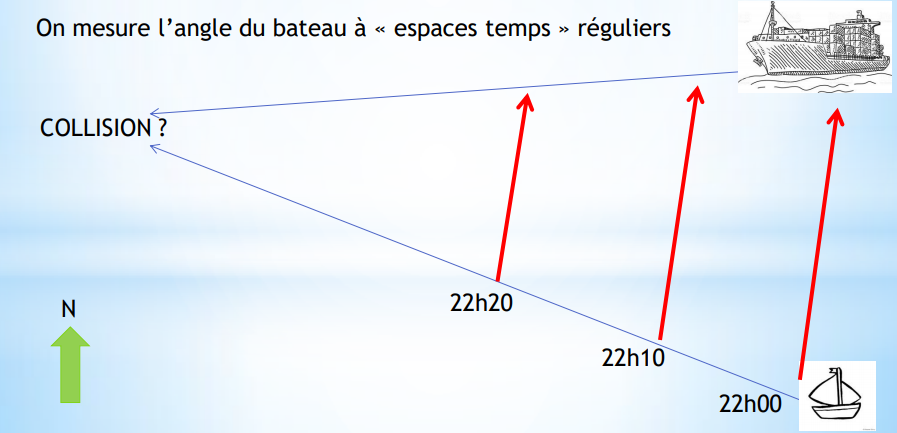 On mesure l’angle du bateau à « espaces temps » réguliers
COLLISION ?
22h20
N
22h10
22h00